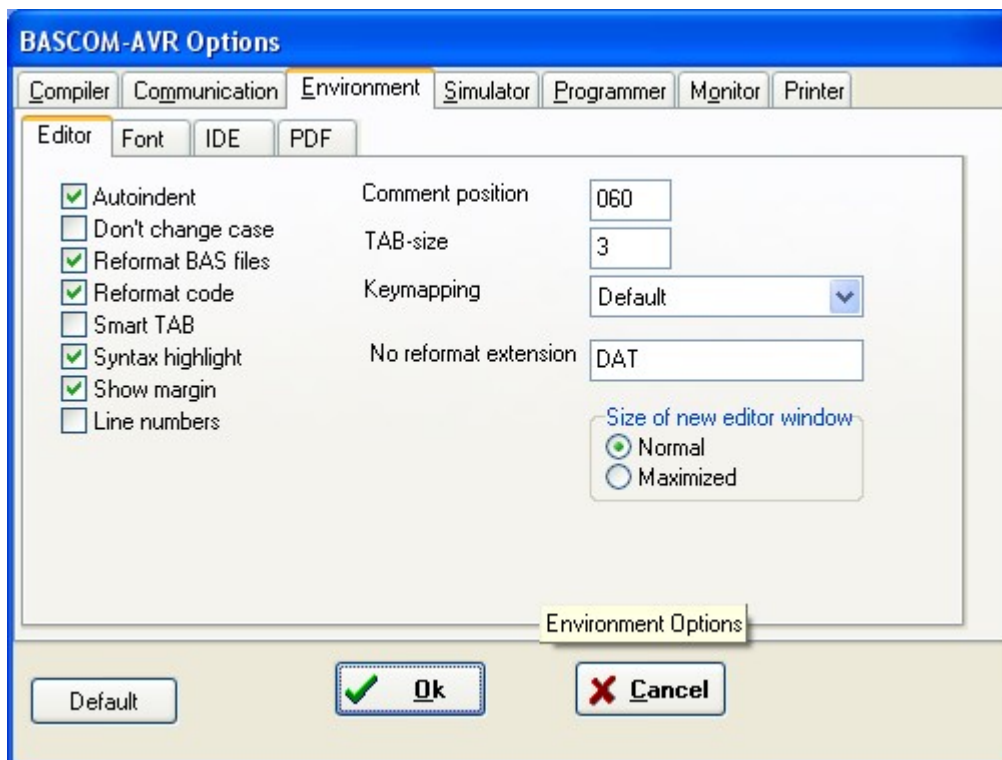 BASCOM-AVR Options
Compiler Communication Environment Simulator Programmer Monitor Printer
Editor Font IDE PDF
Autoindent
Don't change case
Reformat BAS files
Reformat code
Smart TAB
Syntax highlight
Show margin
Line numbers
Comment position 060
TAB-size 3
Keymapping Default
No reformat extension DAT
Size of new editor window
Normal
Maximized
Environment Options
Default Ok Cancel